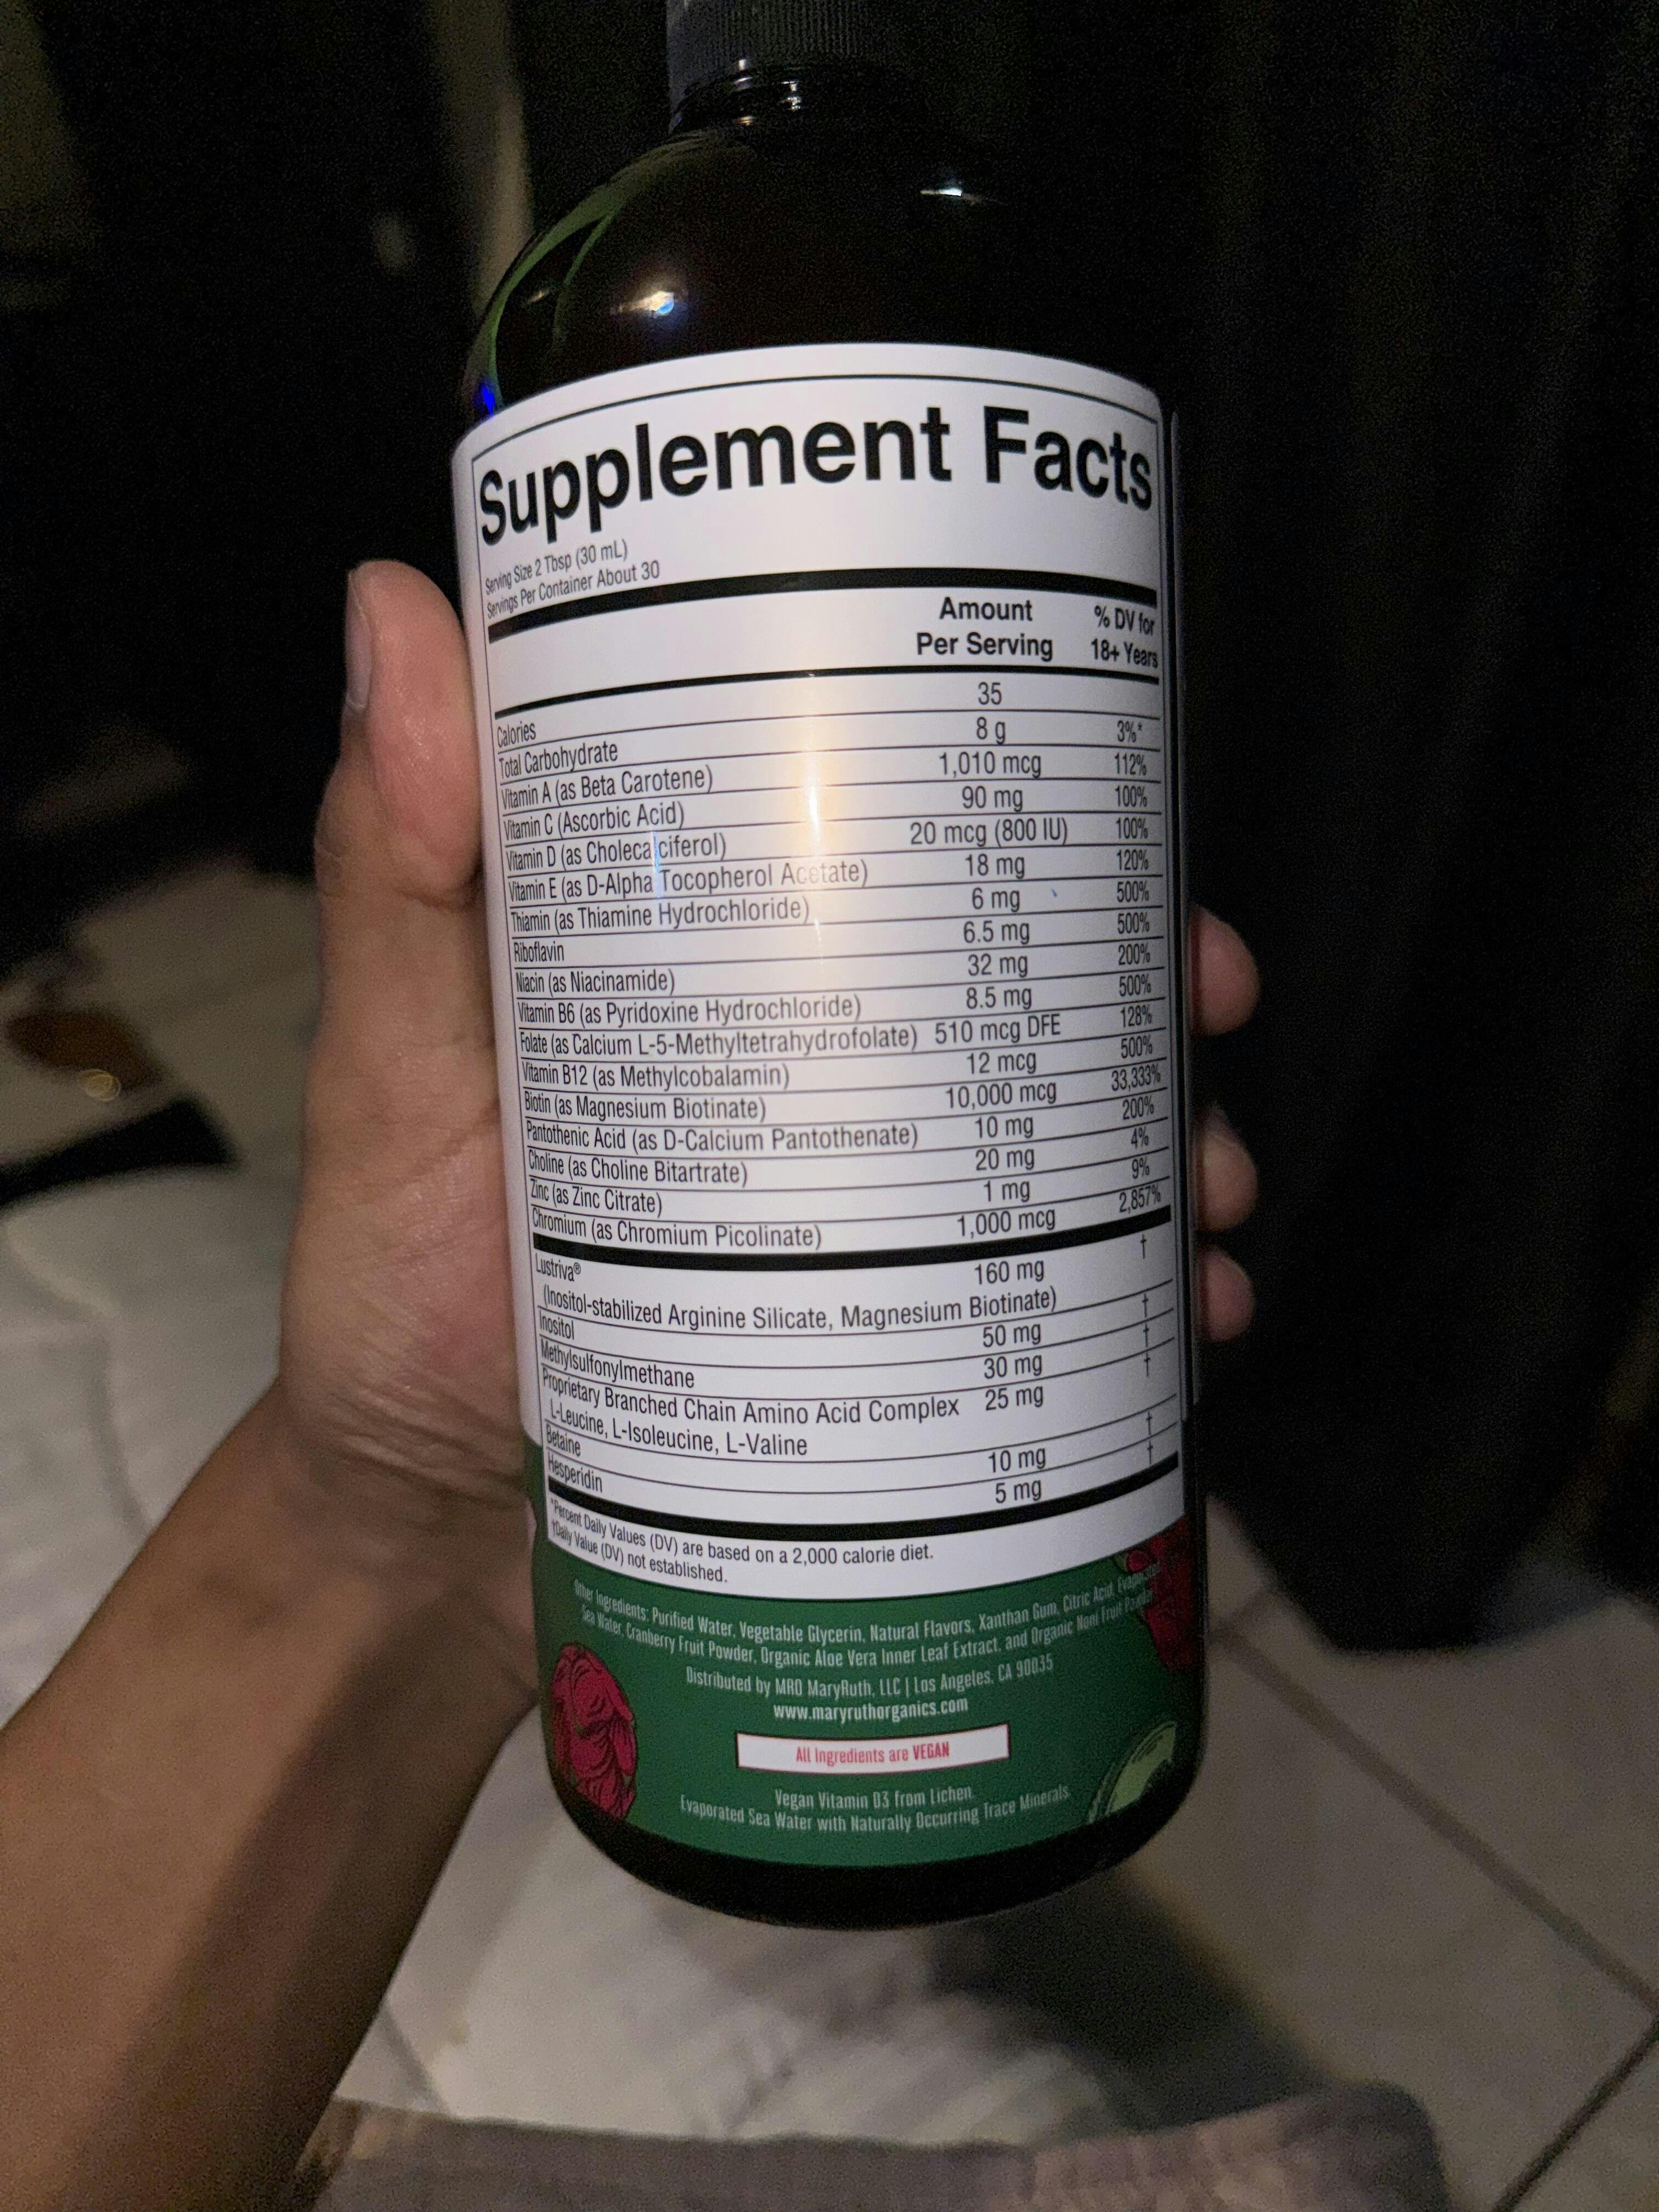 Supplement Facts
Serving Size 2 Tbsp (30 mL)
Servings Per Container About 30
Amount Per Serving % DV for 18+ Years
Calories 35
Total Carbohydrate 8 g 3%*
Vitamin A (as Beta Carotene) 1,010 mcg 112%
Vitamin C (Ascorbic Acid) 90 mg 100%
Vitamin D (as Cholecalciferol) 20 mcg (800 IU) 100%
Vitamin E (as D-Alpha Tocopherol Acetate) 18 mg 120%
Thiamin (as Thiamine Hydrochloride) 6 mg 500%
Riboflavin 6.5 mg 500%
Niacin (as Niacinamide) 32 mg 200%
Vitamin B6 (as Pyridoxine Hydrochloride) 8.5 mg 500%
Folate (as Calcium L-5-Methyltetrahydrofolate) 510 mcg DFE 128%
Vitamin B12 (as Methylcobalamin) 12 mcg 500%
Biotin (as Magnesium Biotinate) 10,000 mcg 33,333%
Pantothenic Acid (as D-Calcium Pantothenate) 10 mg 200%
Choline (as Choline Bitartrate) 20 mg 4%
Zinc (as Zinc Citrate) 1 mg 9%
Chromium (as Chromium Picolinate) 1,000 mcg 2,857%
Lustriva® 160 mg †
(Inositol-stabilized Arginine Silicate, Magnesium Biotinate)
Inositol 50 mg †
Methylsulfonylmethane 30 mg †
Proprietary Branched Chain Amino Acid Complex 25 mg †
L-Leucine, L-Isoleucine, L-Valine
Betaine 10 mg †
Hesperidin 5 mg †
*Percent Daily Values (DV) are based on a 2,000 calorie diet.
†Daily Value (DV) not established.
Other Ingredients: Purified Water, Vegetable Glycerin, Natural Flavors, Xanthan Gum, Citric Acid, Evaporated
Sea Water, Cranberry Fruit Powder, Organic Aloe Vera Inner Leaf Extract, and Organic Noni Fruit Powder
Distributed by MRO MaryRuth, LLC | Los Angeles, CA 90035
www.maryruthorganics.com
All Ingredients are VEGAN
Vegan Vitamin D3 from Lichen.
Evaporated Sea Water with Naturally Occurring Trace Minerals